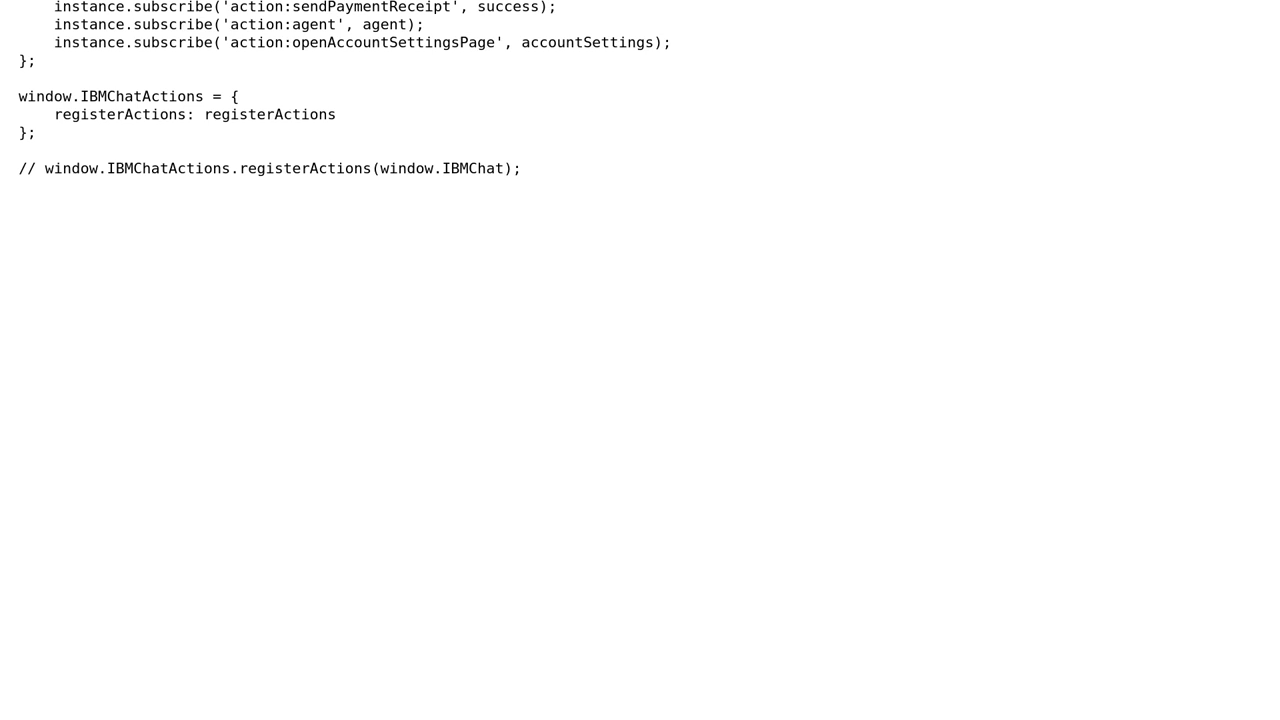 instance.subscribe('action:sendPaymentReceipt', success);
instance.subscribe('action:agent', agent);
instance.subscribe('action:openAccountSettingsPage', accountSettings);
};
window.IBMChatActions = {
registerActions: registerActions
};
// window.IBMChatActions.registerActions(window.IBMChat);